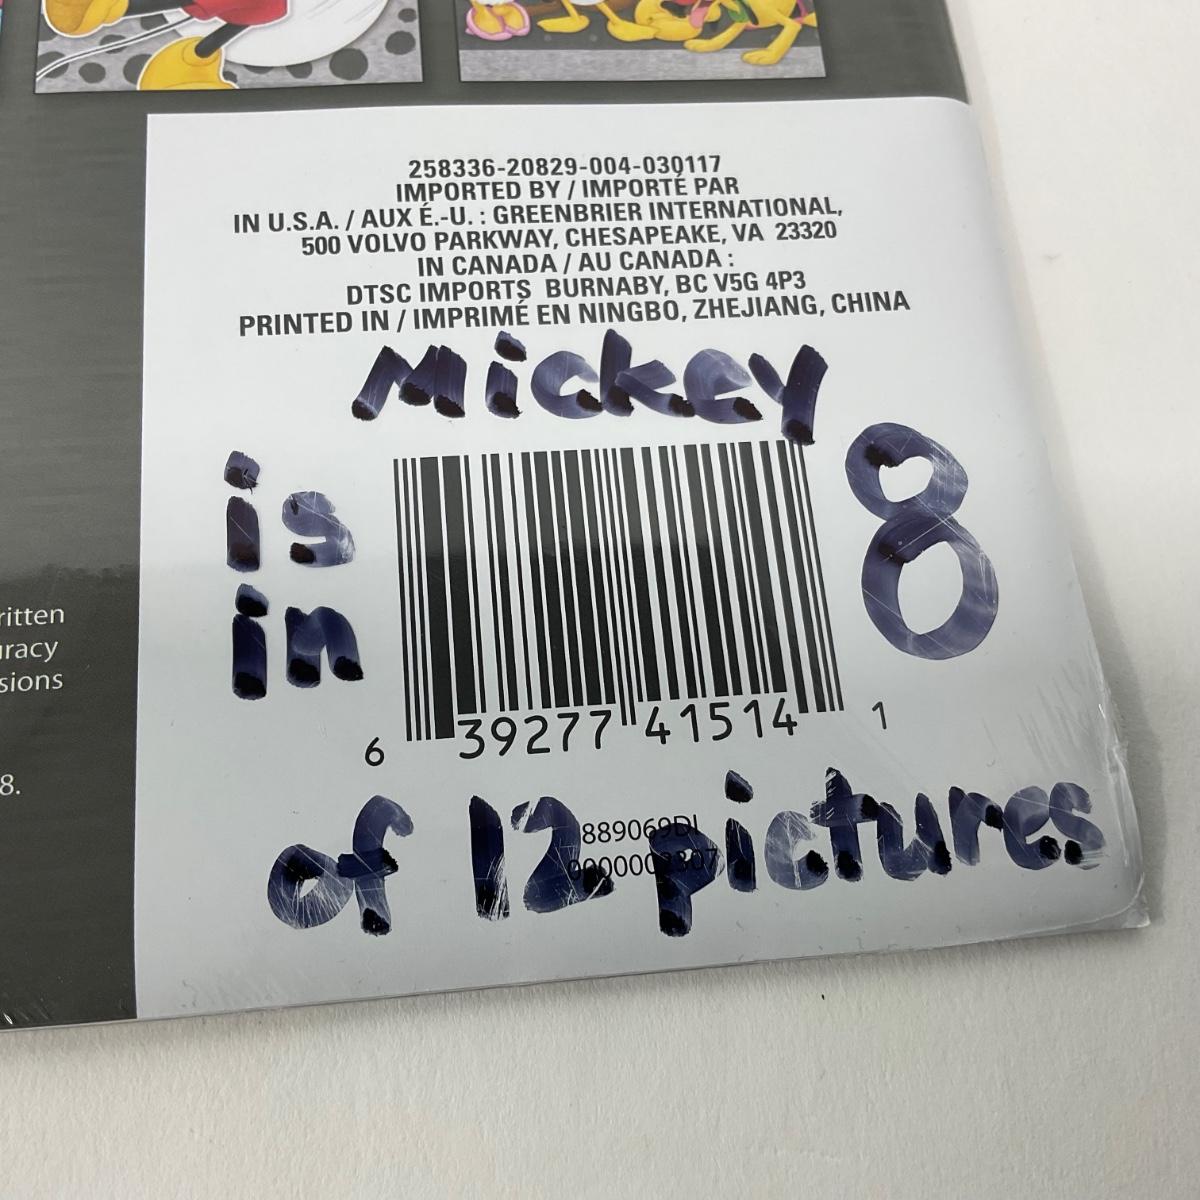 258336-20829-004-030117
IMPORTED BY / IMPORTÉ PAR
IN U.S.A. / AUX É.-U. : GREENBRIER INTERNATIONAL,
500 VOLVO PARKWAY, CHESAPEAKE, VA 23320
IN CANADA / AU CANADA :
DTSC IMPORTS BURNABY, BC V5G 4P3
PRINTED IN / IMPRIMÉ EN NINGBO, ZHEJIANG, CHINA
Mickey
is
in
8
6 39277 41514 1
of 12 pictures
889069DI
ritten
uracy
sions
8.